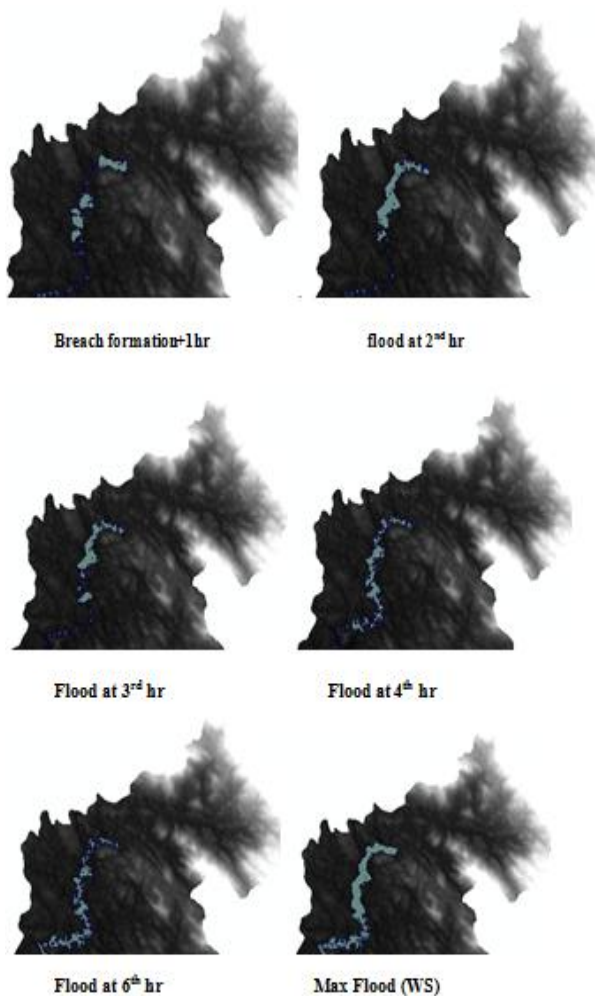 Breach formation+1hr
flood at 2nd hr
Flood at 3rd hr
Flood at 4th hr
Flood at 6th hr
Max Flood (WS)